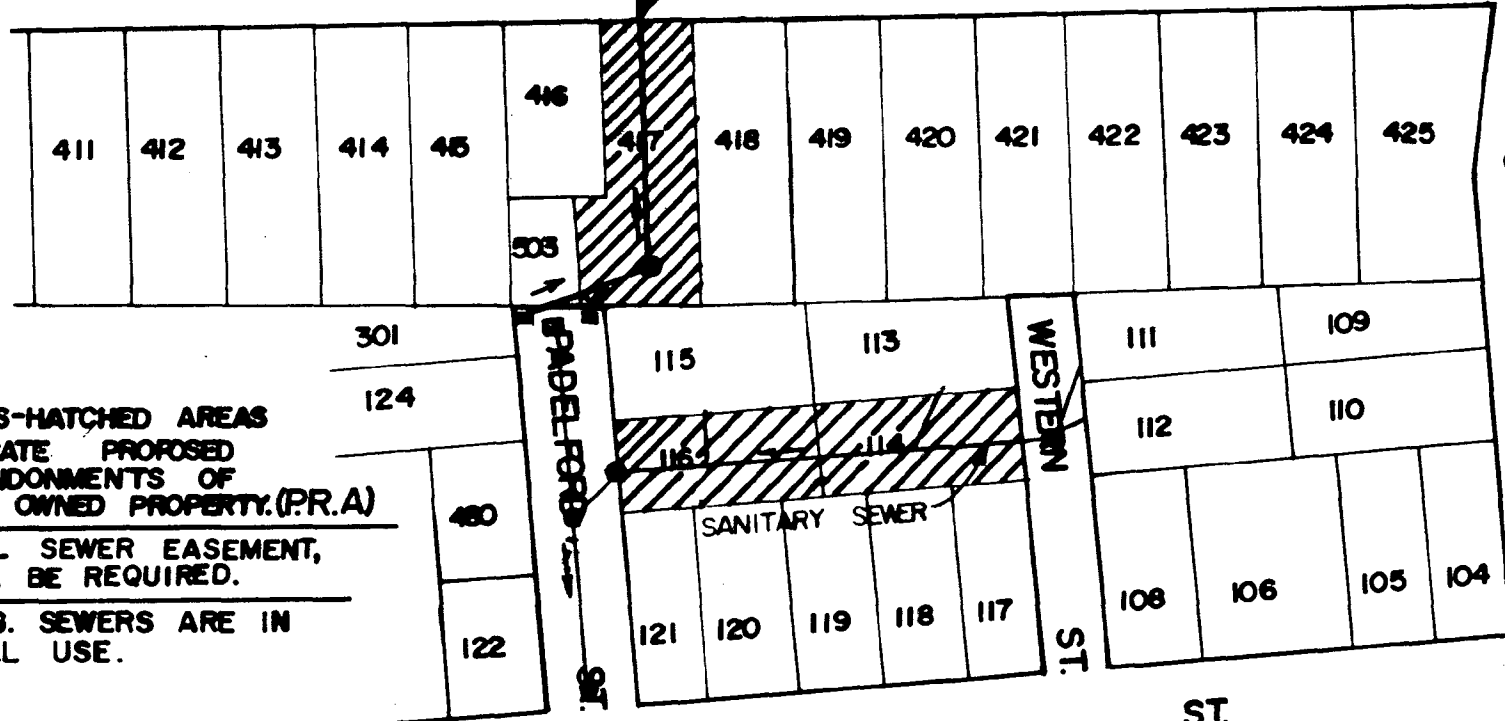 416
411 412 413 414 415 417 418 419 420 421 422 423 424 425
503
301
115 113 111 109
124
116 114 112 110
S-HATCHED AREAS
ATE PROPOSED
NDONMENTS OF
OWNED PROPERTY. (P.R.A)
L SEWER EASEMENT,
BE REQUIRED.
S. SEWERS ARE IN
LL USE.
480
122
PADELFORD
ST.
SANITARY SEWER
WESTERN
ST.
121 120 119 118 117
108 106 105 104
ST.